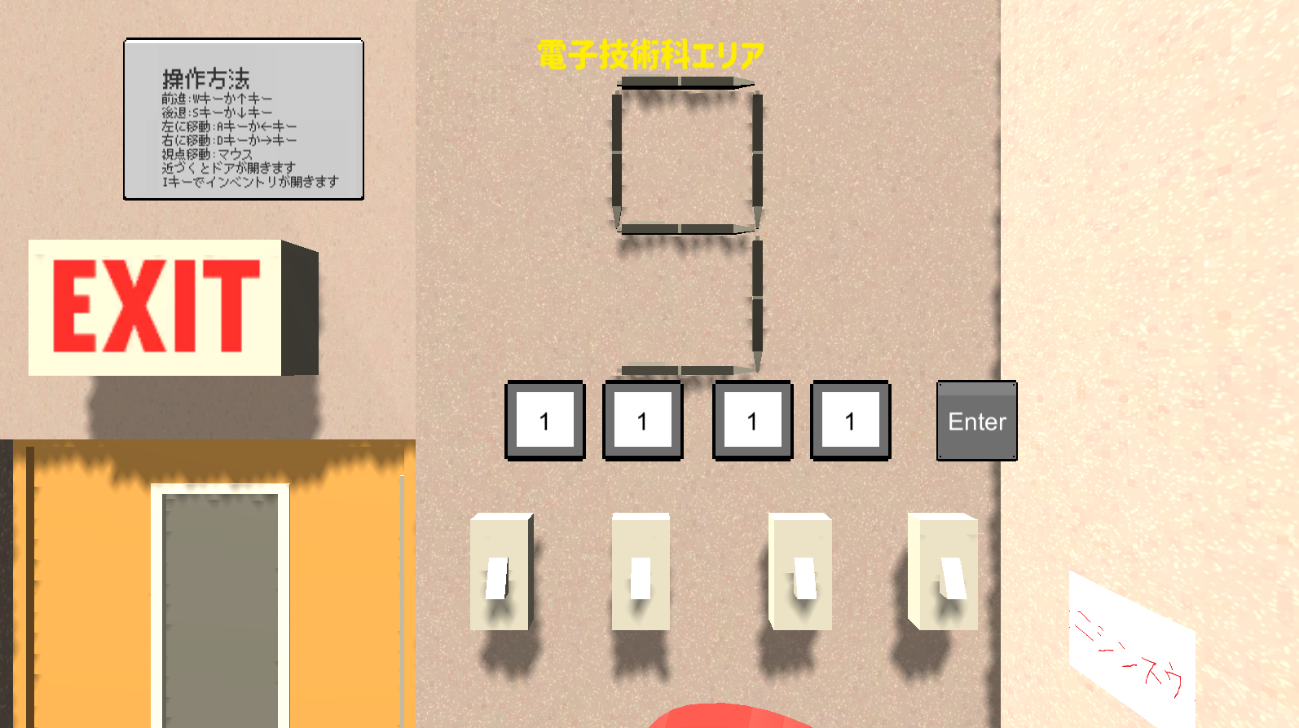 電子技術科エリア
操作方法
前進:Wキーか↑キー
後退:Sキーか↓キー
左に移動:Aキーか←キー
右に移動:Dキーか→キー
視点移動:マウス
近づくとドアが開きます
Iキーでインベントリが開きます
EXIT
9
1 1 1 1 Enter
ニシンスウ